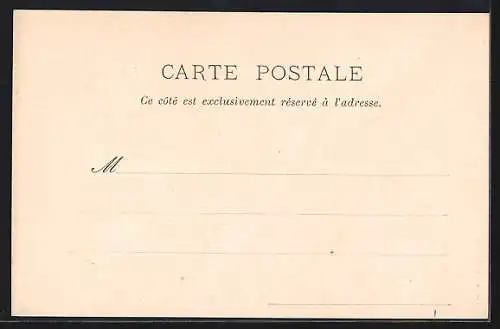 CARTE POSTALE
Ce côté est exclusivement réservé à l'adresse.
M